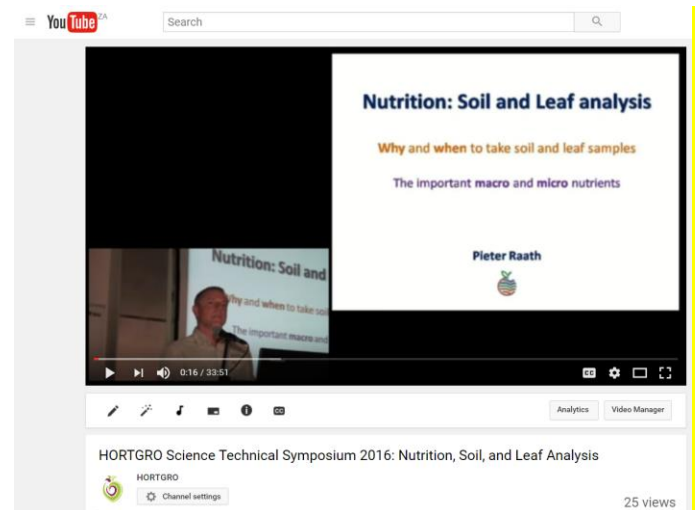 YouTube ZA
Search
Nutrition: Soil and Leaf analysis
Why and when to take soil and leaf samples
The important macro and micro nutrients
Pieter Raath
Nutrition: Soil and
Why and when to take soil
The important macro and
0:16 / 33:51
CC
CC
Analytics
Video Manager
HORTGRO Science Technical Symposium 2016: Nutrition, Soil, and Leaf Analysis
HORTGRO
Channel settings
25 views